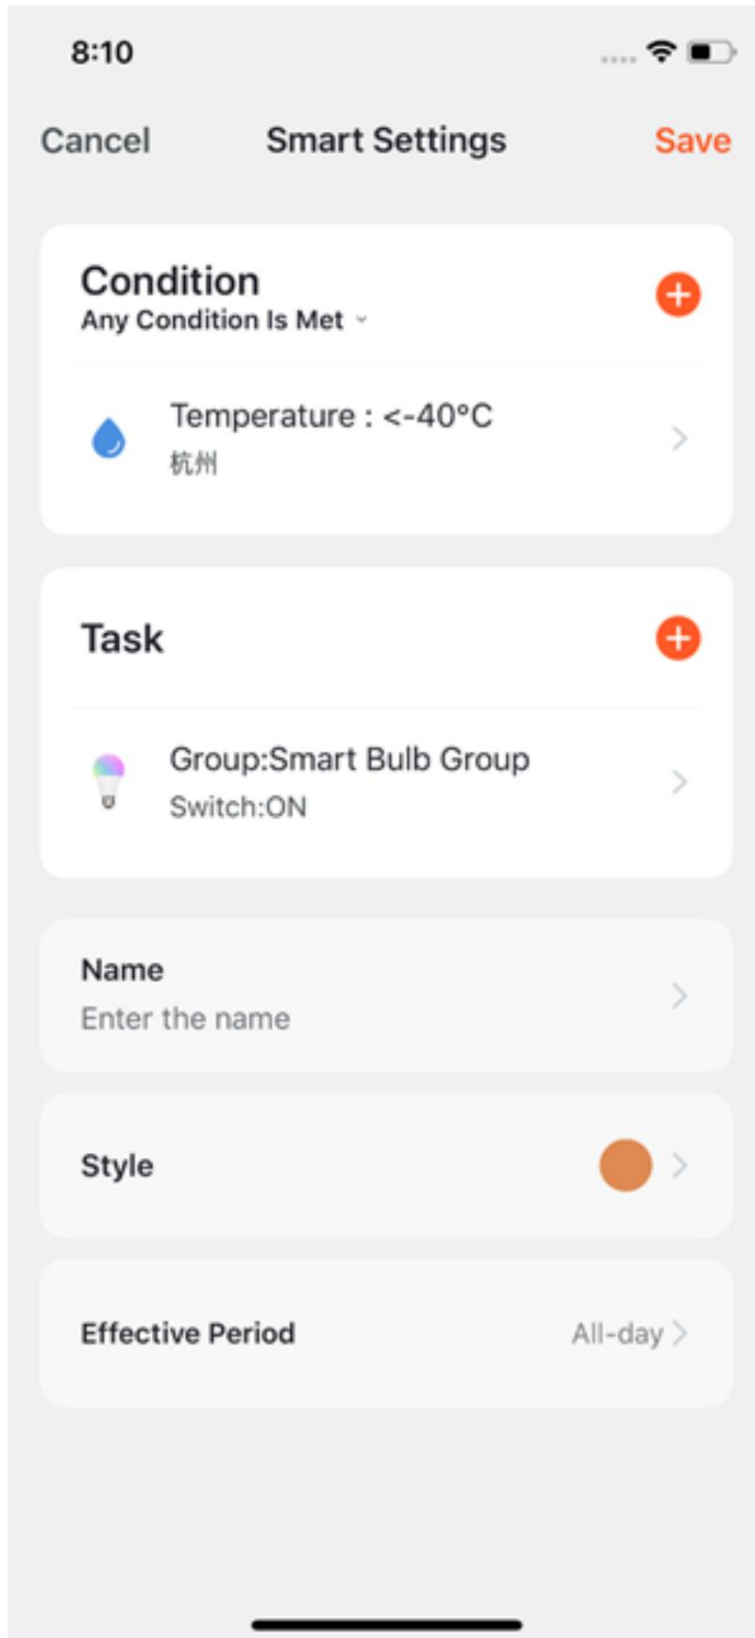 8:10
Cancel Smart Settings Save
Condition
Any Condition Is Met
Temperature : <-40°C
杭州
Task
Group:Smart Bulb Group
Switch:ON
Name
Enter the name
Style
Effective Period All-day